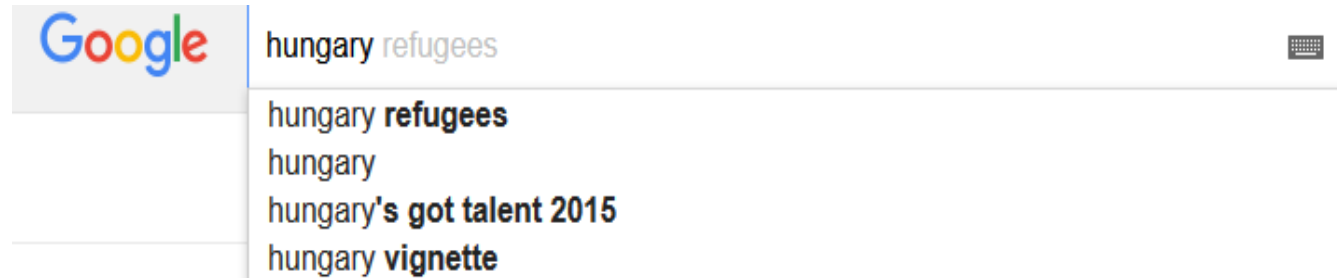 Google hungary refugees
hungary refugees
hungary
hungary's got talent 2015
hungary vignette